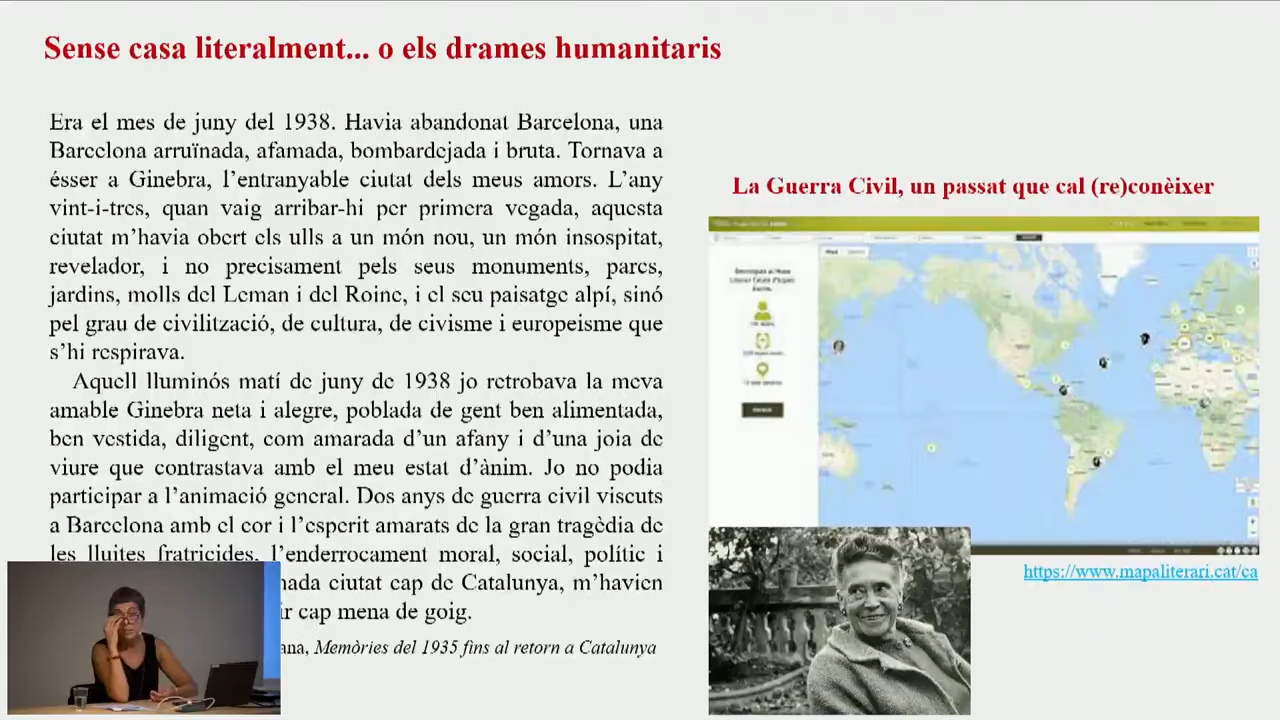 Sense casa literalment... o els drames humanitaris
Era el mes de juny del 1938. Havia abandonat Barcelona, una
Barcelona arruïnada, afamada, bombardejada i bruta. Tornava a
ésser a Ginebra, l’entranyable ciutat dels meus amors. L’any
vint-i-tres, quan vaig arribar-hi per primera vegada, aquesta
ciutat m’havia obert els ulls a un món nou, un món insospitat,
revelador, i no precisament pels seus monuments, parcs,
jardins, molls del Leman i del Roine, i el seu paisatge alpí, sinó
pel grau de civilització, de cultura, de civisme i europeisme que
s’hi respirava.
Aquell lluminós matí de juny de 1938 jo retrobava la meva
amable Ginebra neta i alegre, poblada de gent ben alimentada,
ben vestida, diligent, com amarada d’un afany i d’una joia de
viure que contrastava amb el meu estat d’ànim. Jo no podia
participar a l’animació general. Dos anys de guerra civil viscuts
a Barcelona amb el cor i l’esperit amarats de la gran tragèdia de
les lluites fratricides, l’enderrocament moral, social, polític i
nada ciutat cap de Catalunya, m’havien
ir cap mena de goig.
ana, Memòries del 1935 fins al retorn a Catalunya
La Guerra Civil, un passat que cal (re)conèixer
https://www.mapaliterari.cat/ca